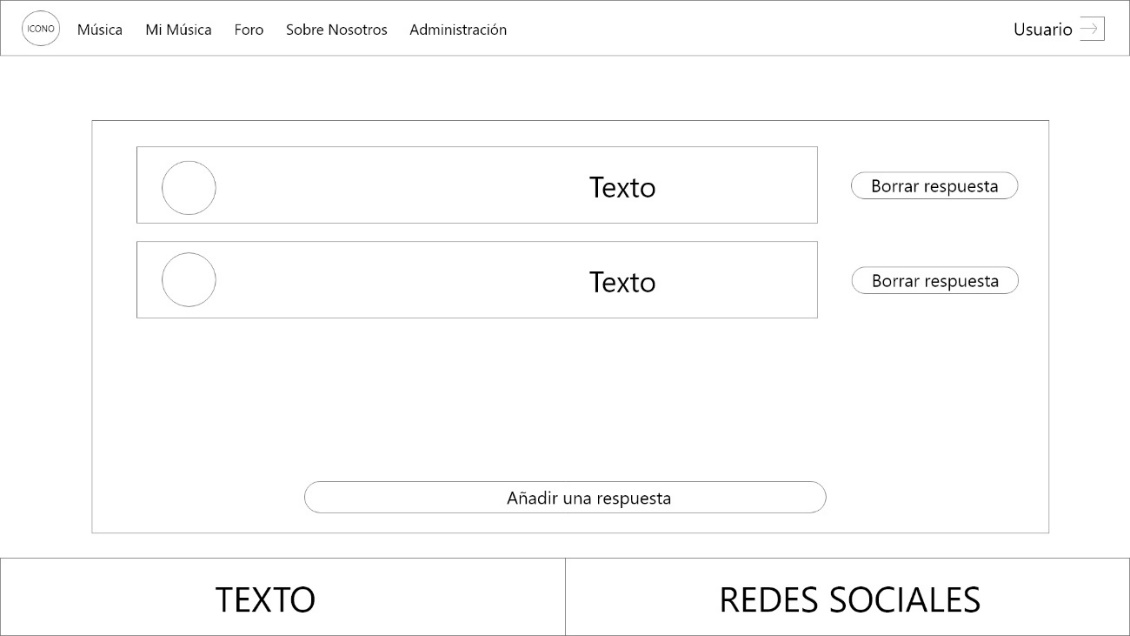 ICONO Música Mi Música Foro Sobre Nosotros Administración Usuario
Texto Borrar respuesta
Texto Borrar respuesta
Añadir una respuesta
TEXTO REDES SOCIALES